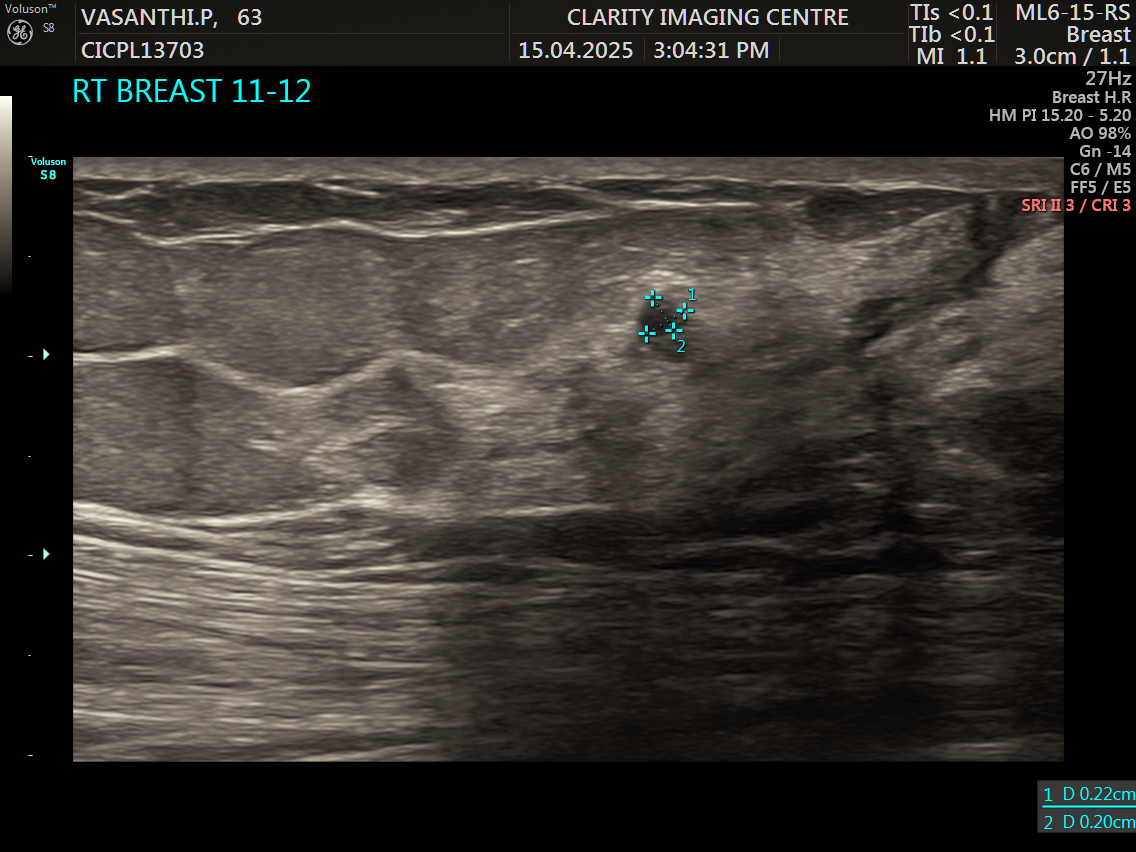 Voluson™
S8
VASANTHI.P, 63
CICPL13703
CLARITY IMAGING CENTRE
15.04.2025 3:04:31 PM
TIs <0.1
TIb <0.1
MI 1.1
ML6-15-RS
Breast
3.0cm / 1.1
27Hz
Breast H.R
HM PI 15.20 - 5.20
AO 98%
Gn -14
C6 / M5
FF5 / E5
SRI II 3 / CRI 3
RT BREAST 11-12
Voluson
S8
1
2
1 D 0.22cm
2 D 0.20cm